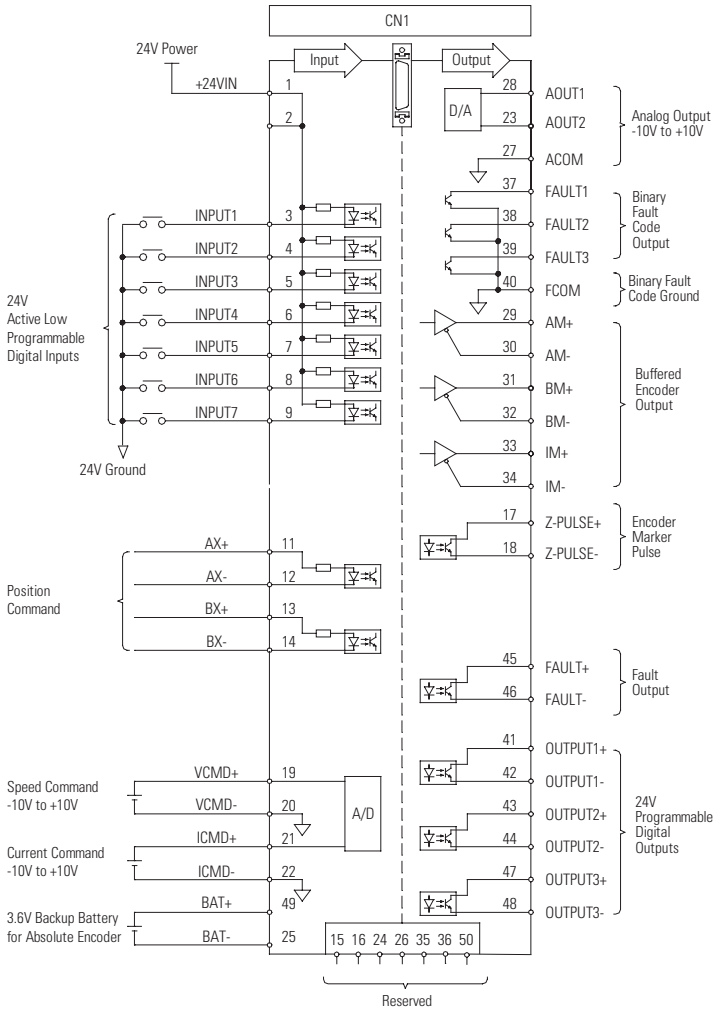 CN1
24V Power
Input
Output
+24VIN
1
2
28
AOUT1
D/A
23
AOUT2
Analog Output
-10V to +10V
27
ACOM
37
FAULT1
38
FAULT2
39
FAULT3
Binary
Fault
Code
Output
40
FCOM
Binary Fault
Code Ground
24V
Active Low
Programmable
Digital Inputs
INPUT1
3
INPUT2
4
INPUT3
5
INPUT4
6
INPUT5
7
INPUT6
8
INPUT7
9
24V Ground
29
AM+
30
AM-
31
BM+
32
BM-
33
IM+
34
IM-
Buffered
Encoder
Output
17
Z-PULSE+
18
Z-PULSE-
Encoder
Marker
Pulse
Position
Command
AX+
11
AX-
12
BX+
13
BX-
14
45
FAULT+
46
FAULT-
Fault
Output
41
OUTPUT1+
42
OUTPUT1-
43
OUTPUT2+
44
OUTPUT2-
47
OUTPUT3+
48
OUTPUT3-
24V
Programmable
Digital
Outputs
Speed Command
-10V to +10V
VCMD+
19
VCMD-
20
A/D
Current Command
-10V to +10V
ICMD+
21
ICMD-
22
3.6V Backup Battery
for Absolute Encoder
BAT+
49
BAT-
25
15 16 24 26 35 36 50
Reserved